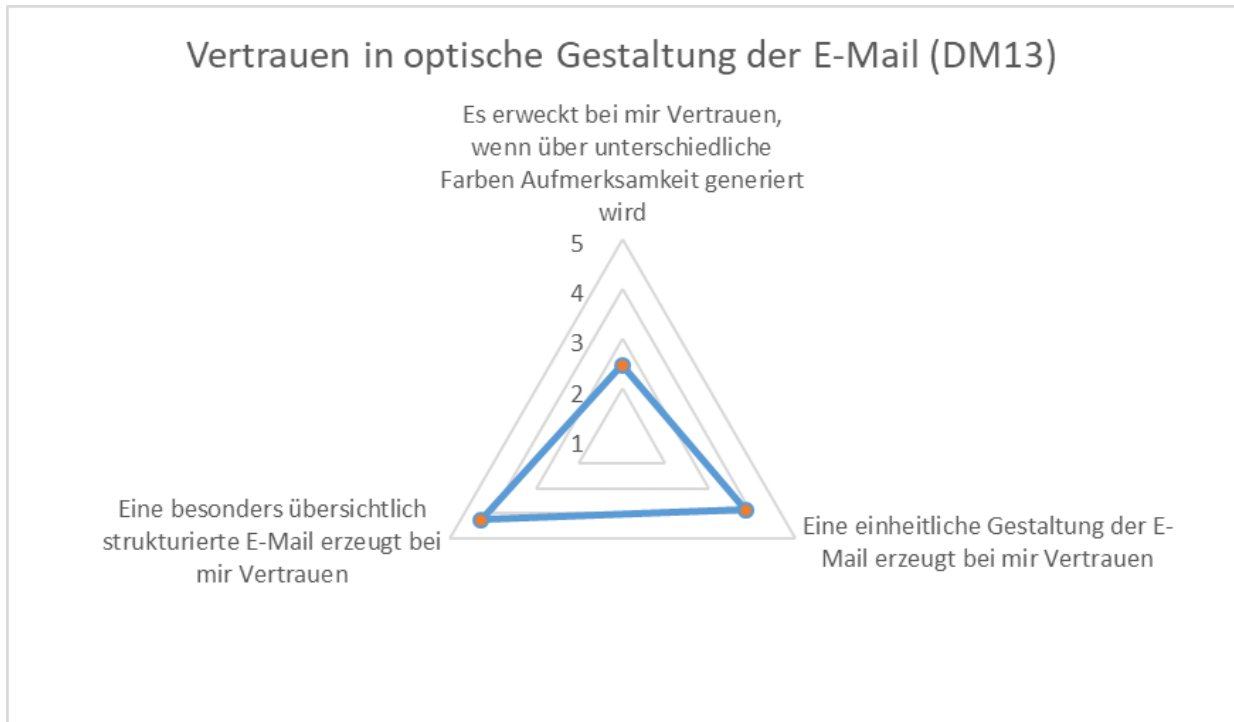 Vertrauen in optische Gestaltung der E-Mail (DM13)
Es erweckt bei mir Vertrauen,
wenn über unterschiedliche
Farben Aufmerksamkeit generiert
wird
5
4
3
2
1
Eine besonders übersichtlich
strukturierte E-Mail erzeugt bei
mir Vertrauen
Eine einheitliche Gestaltung der E-
Mail erzeugt bei mir Vertrauen